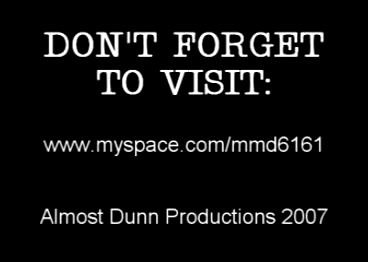 DON'T FORGET
TO VISIT:
www.myspace.com/mmd6161
Almost Dunn Productions 2007